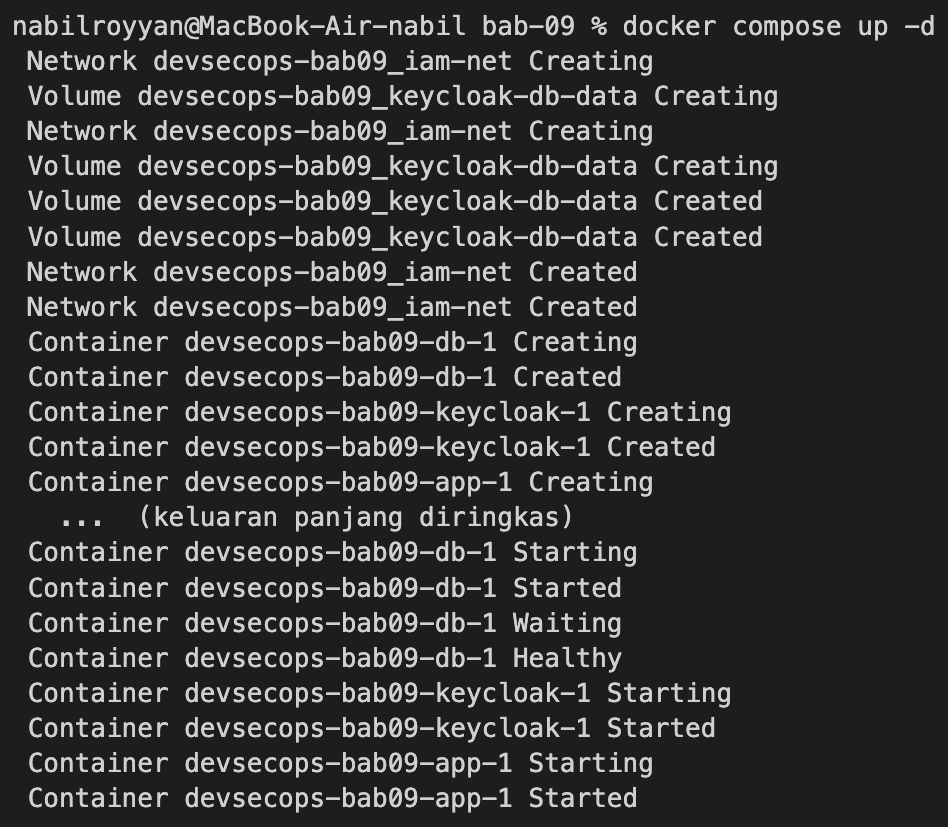 nabilroyyan@MacBook-Air-nabil bab-09 % docker compose up -d
Network devsecops-bab09_iam-net Creating
Volume devsecops-bab09_keycloak-db-data Creating
Network devsecops-bab09_iam-net Creating
Volume devsecops-bab09_keycloak-db-data Creating
Volume devsecops-bab09_keycloak-db-data Created
Volume devsecops-bab09_keycloak-db-data Created
Network devsecops-bab09_iam-net Created
Network devsecops-bab09_iam-net Created
Container devsecops-bab09-db-1 Creating
Container devsecops-bab09-db-1 Created
Container devsecops-bab09-keycloak-1 Creating
Container devsecops-bab09-keycloak-1 Created
Container devsecops-bab09-app-1 Creating
... (keluaran panjang diringkas)
Container devsecops-bab09-db-1 Starting
Container devsecops-bab09-db-1 Started
Container devsecops-bab09-db-1 Waiting
Container devsecops-bab09-db-1 Healthy
Container devsecops-bab09-keycloak-1 Starting
Container devsecops-bab09-keycloak-1 Started
Container devsecops-bab09-app-1 Starting
Container devsecops-bab09-app-1 Started